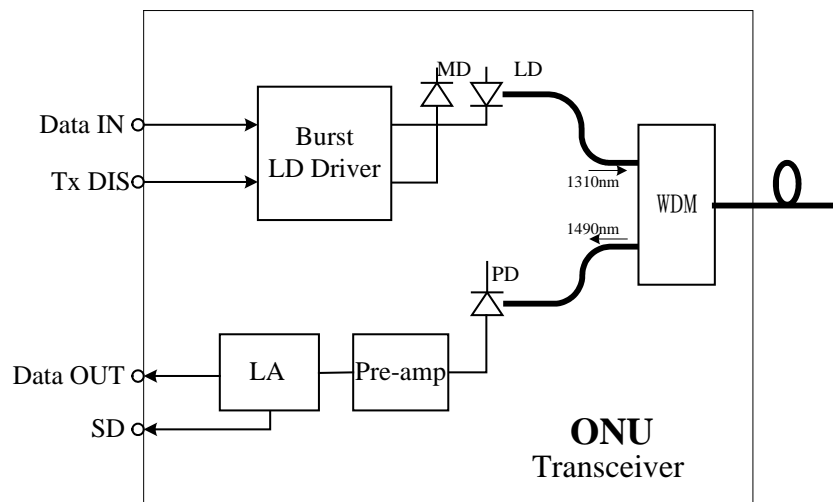 MD
LD
Data IN
Burst
LD Driver
Tx DIS
1310nm
WDM
1490nm
PD
Data OUT
LA
Pre-amp
SD
ONU
Transceiver